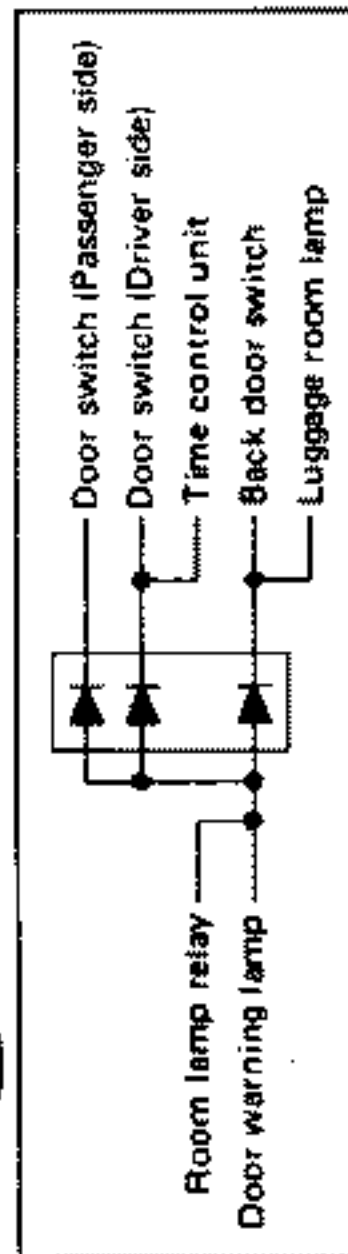 Door switch (Passenger side)
Door switch (Driver side)
Time control unit
Back door switch
Luggage room lamp
Room lamp relay
Door warning lamp